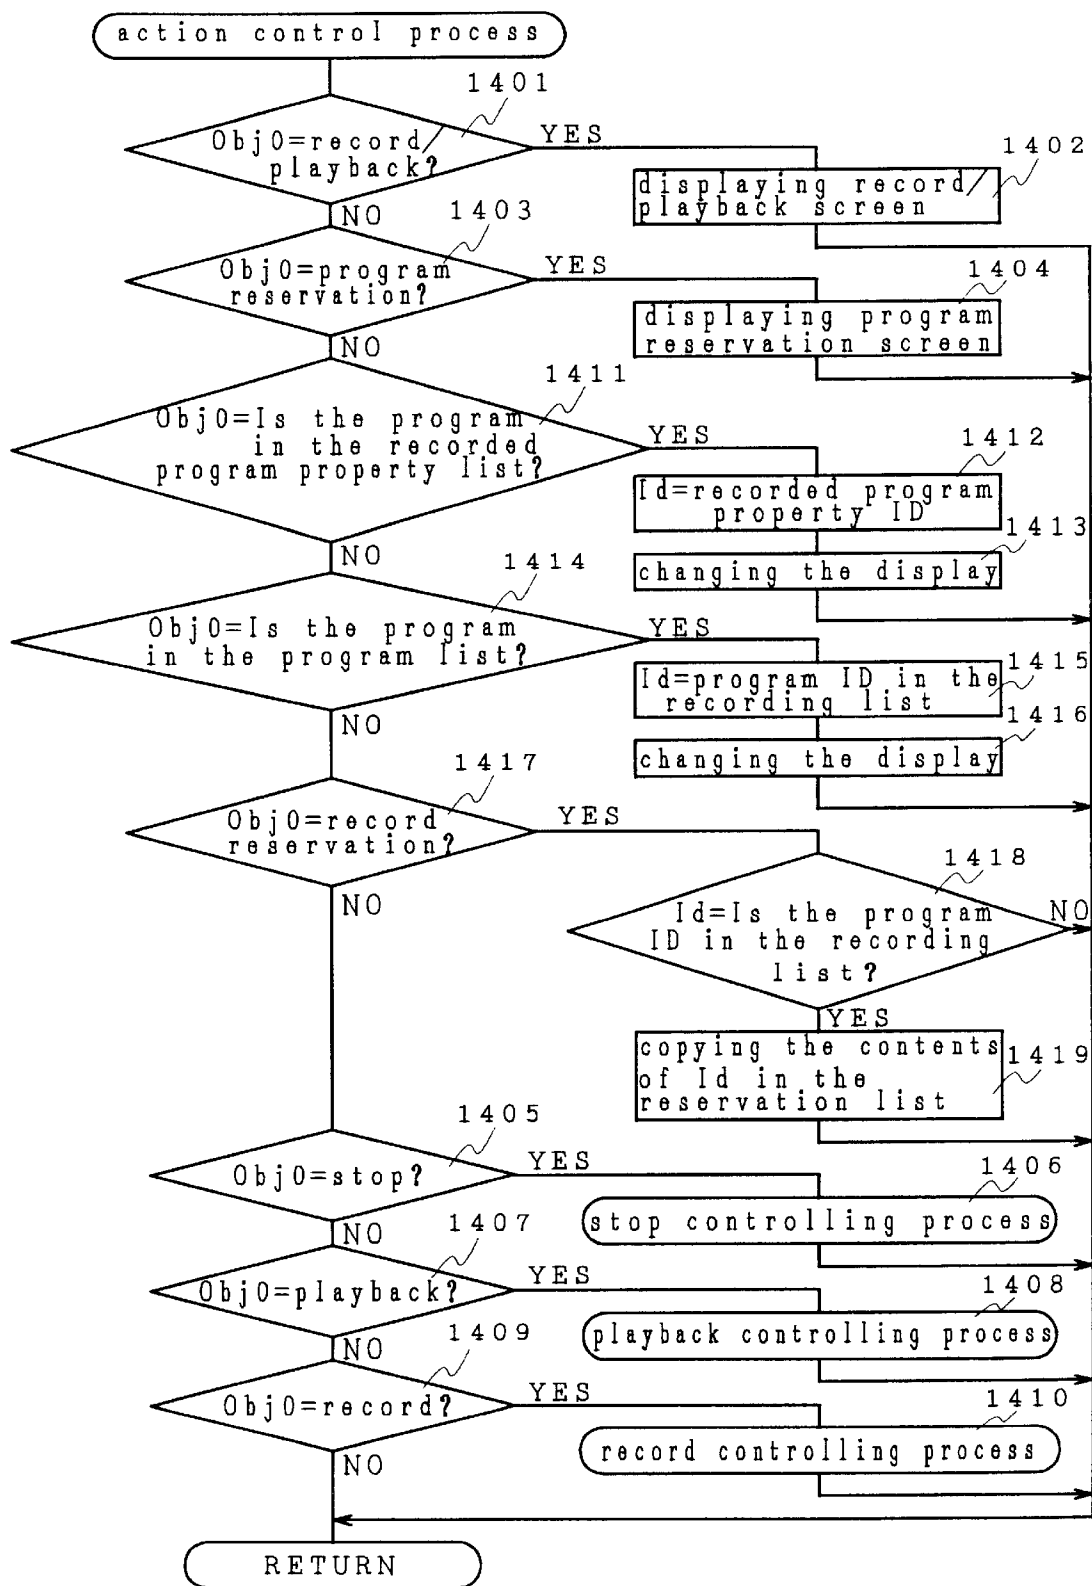 action control process
1401
Obj0=record/
playback?
YES
1402
displaying record/
playback screen
NO
1403
Obj0=program
reservation?
YES
1404
displaying program
reservation screen
NO
1411
Obj0=Is the program
in the recorded
program property list?
YES
1412
Id=recorded program
property ID
1413
changing the display
NO
1414
Obj0=Is the program
in the program list?
YES
1415
Id=program ID in the
recording list
1416
changing the display
NO
1417
Obj0=record
reservation?
YES
1418
Id=Is the program
ID in the recording
list?
NO
YES
1419
copying the contents
of Id in the
reservation list
NO
1405
Obj0=stop?
YES
1406
stop controlling process
NO
1407
Obj0=playback?
YES
1408
playback controlling process
NO
1409
Obj0=record?
YES
1410
record controlling process
NO
RETURN